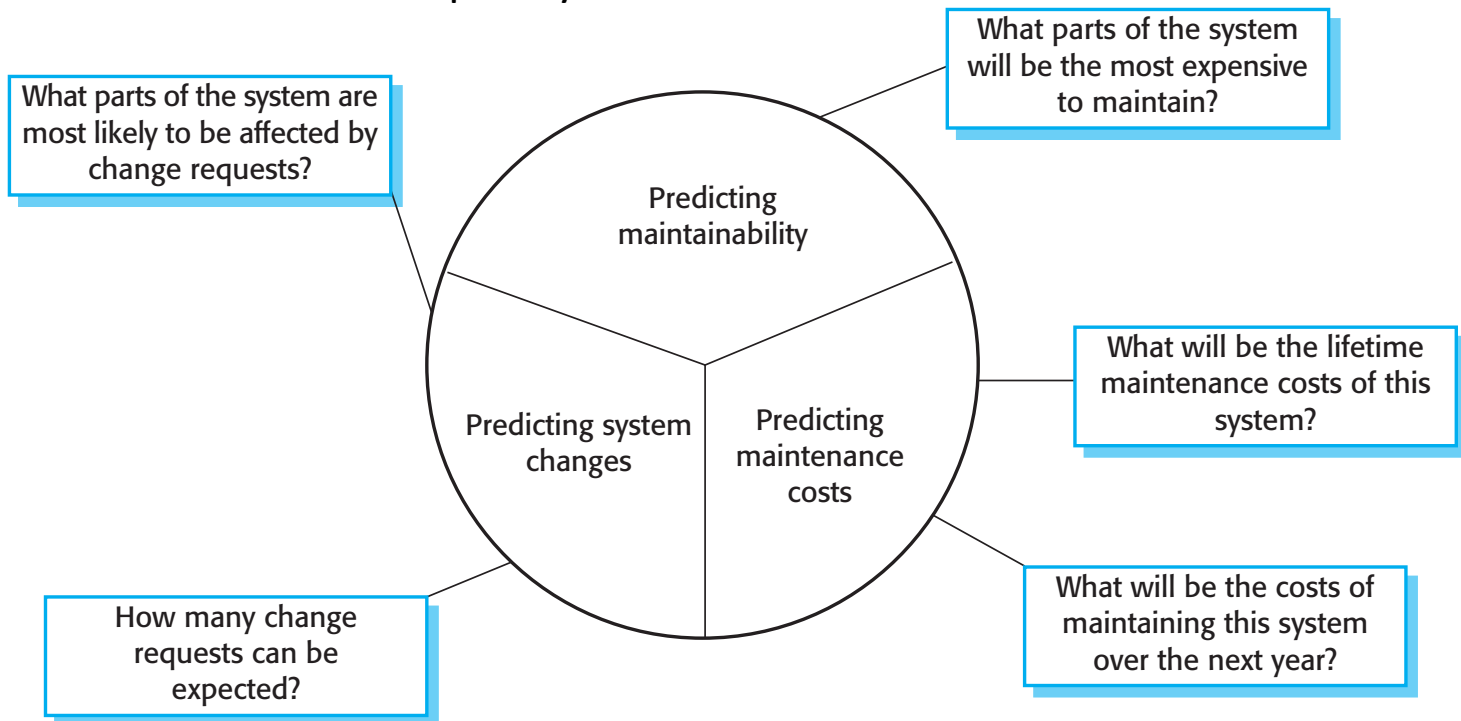 What parts of the system
will be the most expensive
to maintain?
What parts of the system are
most likely to be affected by
change requests?
Predicting
maintainability
What will be the lifetime
maintenance costs of this
system?
Predicting system
changes
Predicting
maintenance
costs
What will be the costs of
maintaining this system
over the next year?
How many change
requests can be
expected?